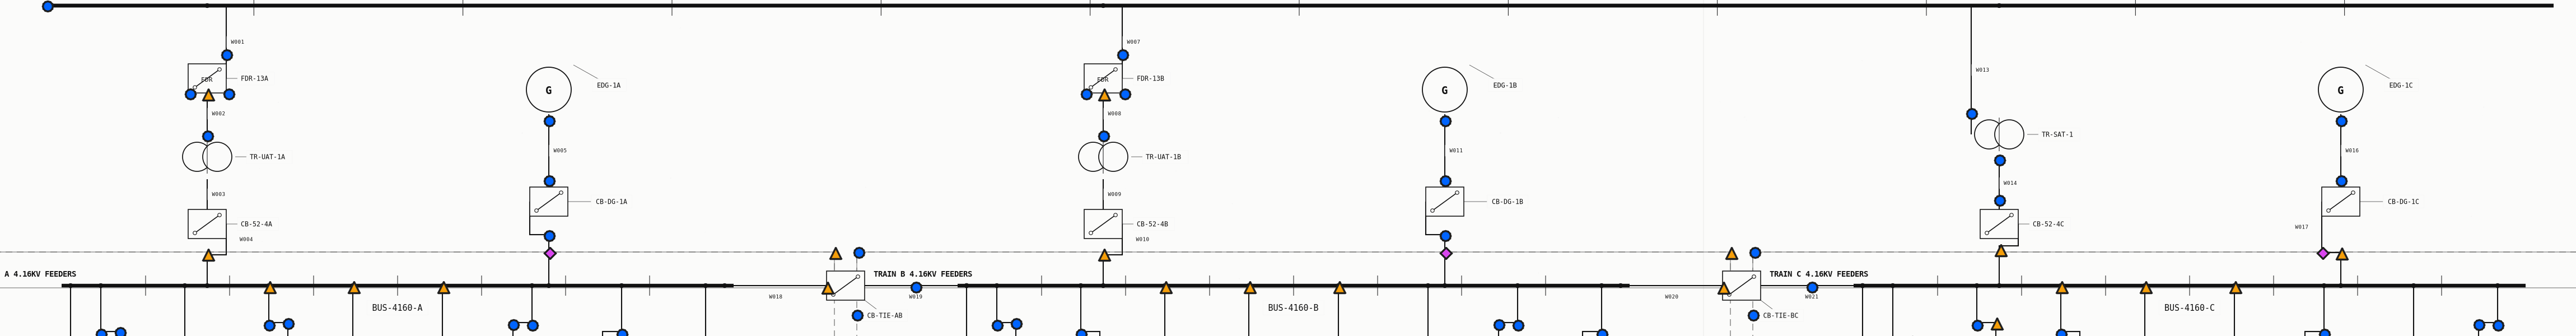 W001
W007
W013
FDR
FDR-13A
FDR
FDR-13B
G
EDG-1A
G
EDG-1B
G
EDG-1C
W002
W008
TR-SAT-1
W005
W011
W016
TR-UAT-1A
TR-UAT-1B
W014
W003
W009
CB-DG-1A
CB-DG-1B
CB-DG-1C
CB-52-4A
CB-52-4B
CB-52-4C
W017
W004
W010
A 4.16KV FEEDERS
TRAIN B 4.16KV FEEDERS
TRAIN C 4.16KV FEEDERS
W018
W019
W020
W021
BUS-4160-A
BUS-4160-B
BUS-4160-C
CB-TIE-AB
CB-TIE-BC